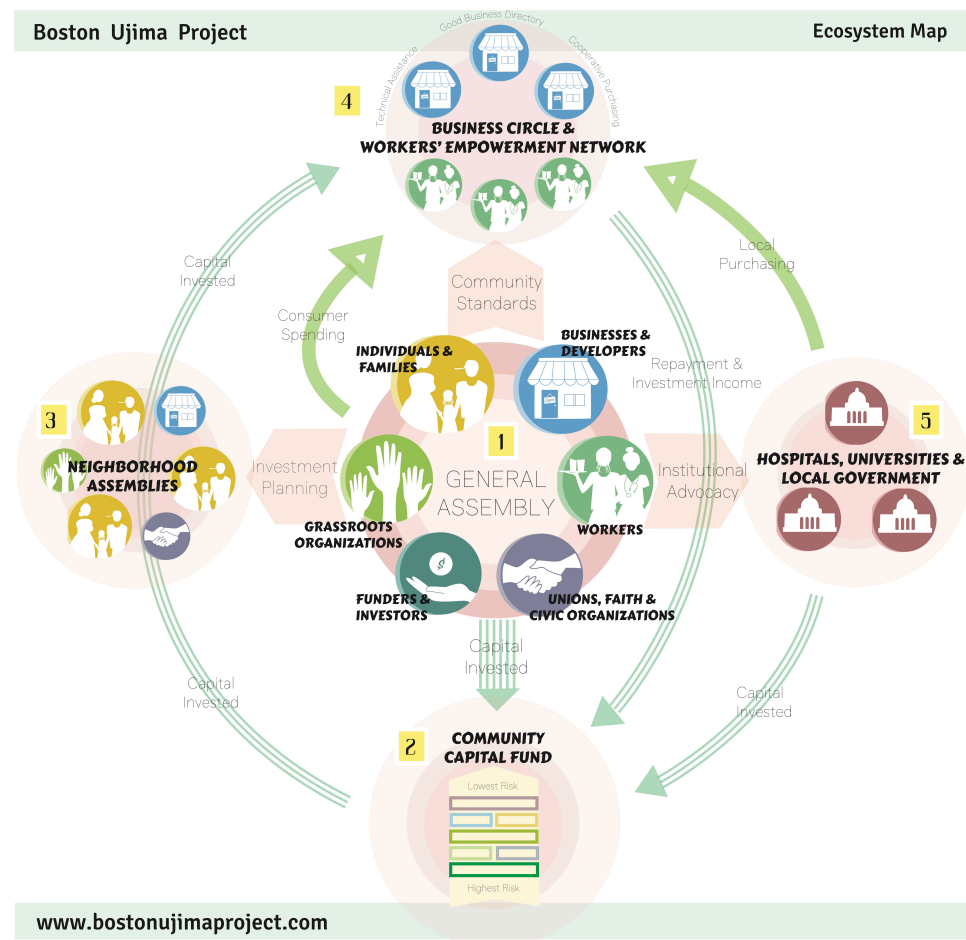 Boston Ujima Project
Ecosystem Map
Good Business Directory
Technical Assistance
Cooperative Purchasing
4
BUSINESS CIRCLE &
WORKERS' EMPOWERMENT NETWORK
Capital
Invested
Consumer
Spending
Community
Standards
Local
Purchasing
INDIVIDUALS &
FAMILIES
BUSINESSES &
DEVELOPERS
Repayment &
Investment Income
3
NEIGHBORHOOD
ASSEMBLIES
Investment
Planning
1
GENERAL
ASSEMBLY
Institutional
Advocacy
5
HOSPITALS, UNIVERSITIES &
LOCAL GOVERNMENT
GRASSROOTS
ORGANIZATIONS
WORKERS
FUNDERS &
INVESTORS
UNIONS, FAITH &
CIVIC ORGANIZATIONS
Capital
Invested
Capital
Invested
Capital
Invested
2
COMMUNITY
CAPITAL FUND
Lowest Risk
Highest Risk
www.bostonujimaproject.com